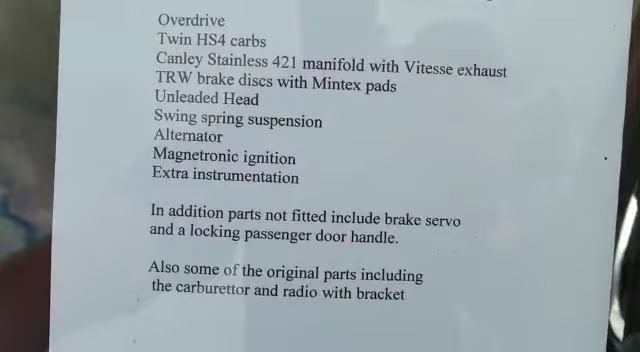 Overdrive
Twin HS4 carbs
Canley Stainless 421 manifold with Vitesse exhaust
TRW brake discs with Mintex pads
Unleaded Head
Swing spring suspension
Alternator
Magnetronic ignition
Extra instrumentation
In addition parts not fitted include brake servo
and a locking passenger door handle.
Also some of the original parts including
the carburettor and radio with bracket